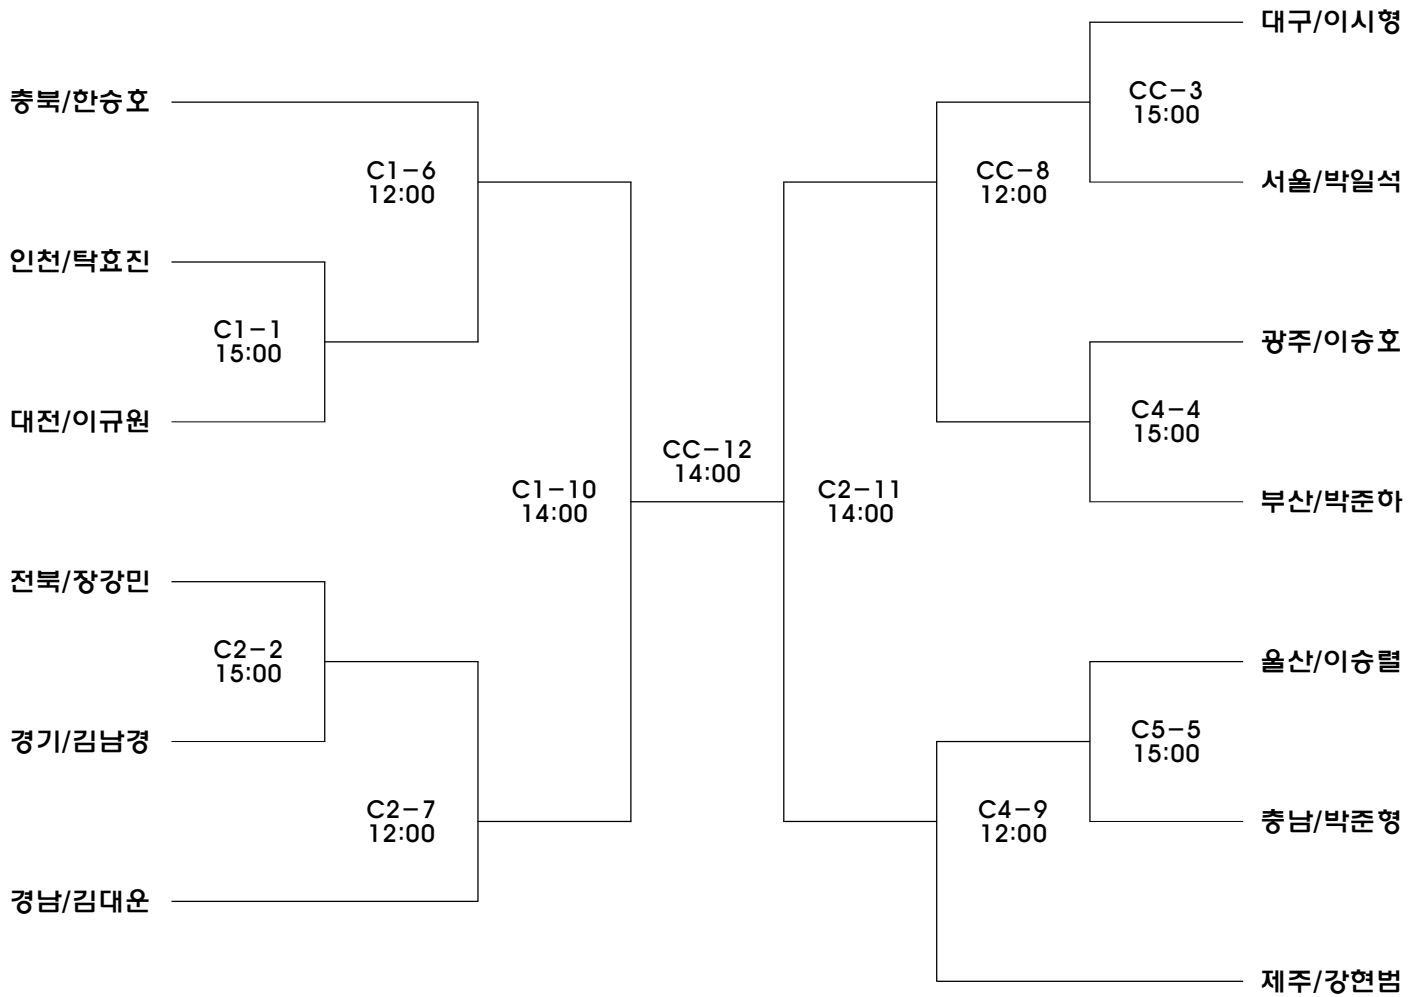 충북/한승호
C1-6
12:00
인천/탁효진
C1-1
15:00
대전/이규원
C1-10
14:00
전북/장강민
C2-2
15:00
경기/김남경
C2-7
12:00
경남/김대운
CC-12
14:00
대구/이시형
CC-3
15:00
서울/박일석
CC-8
12:00
광주/이승호
C4-4
15:00
부산/박준하
C2-11
14:00
울산/이승렬
C5-5
15:00
충남/박준형
C4-9
12:00
제주/강현범